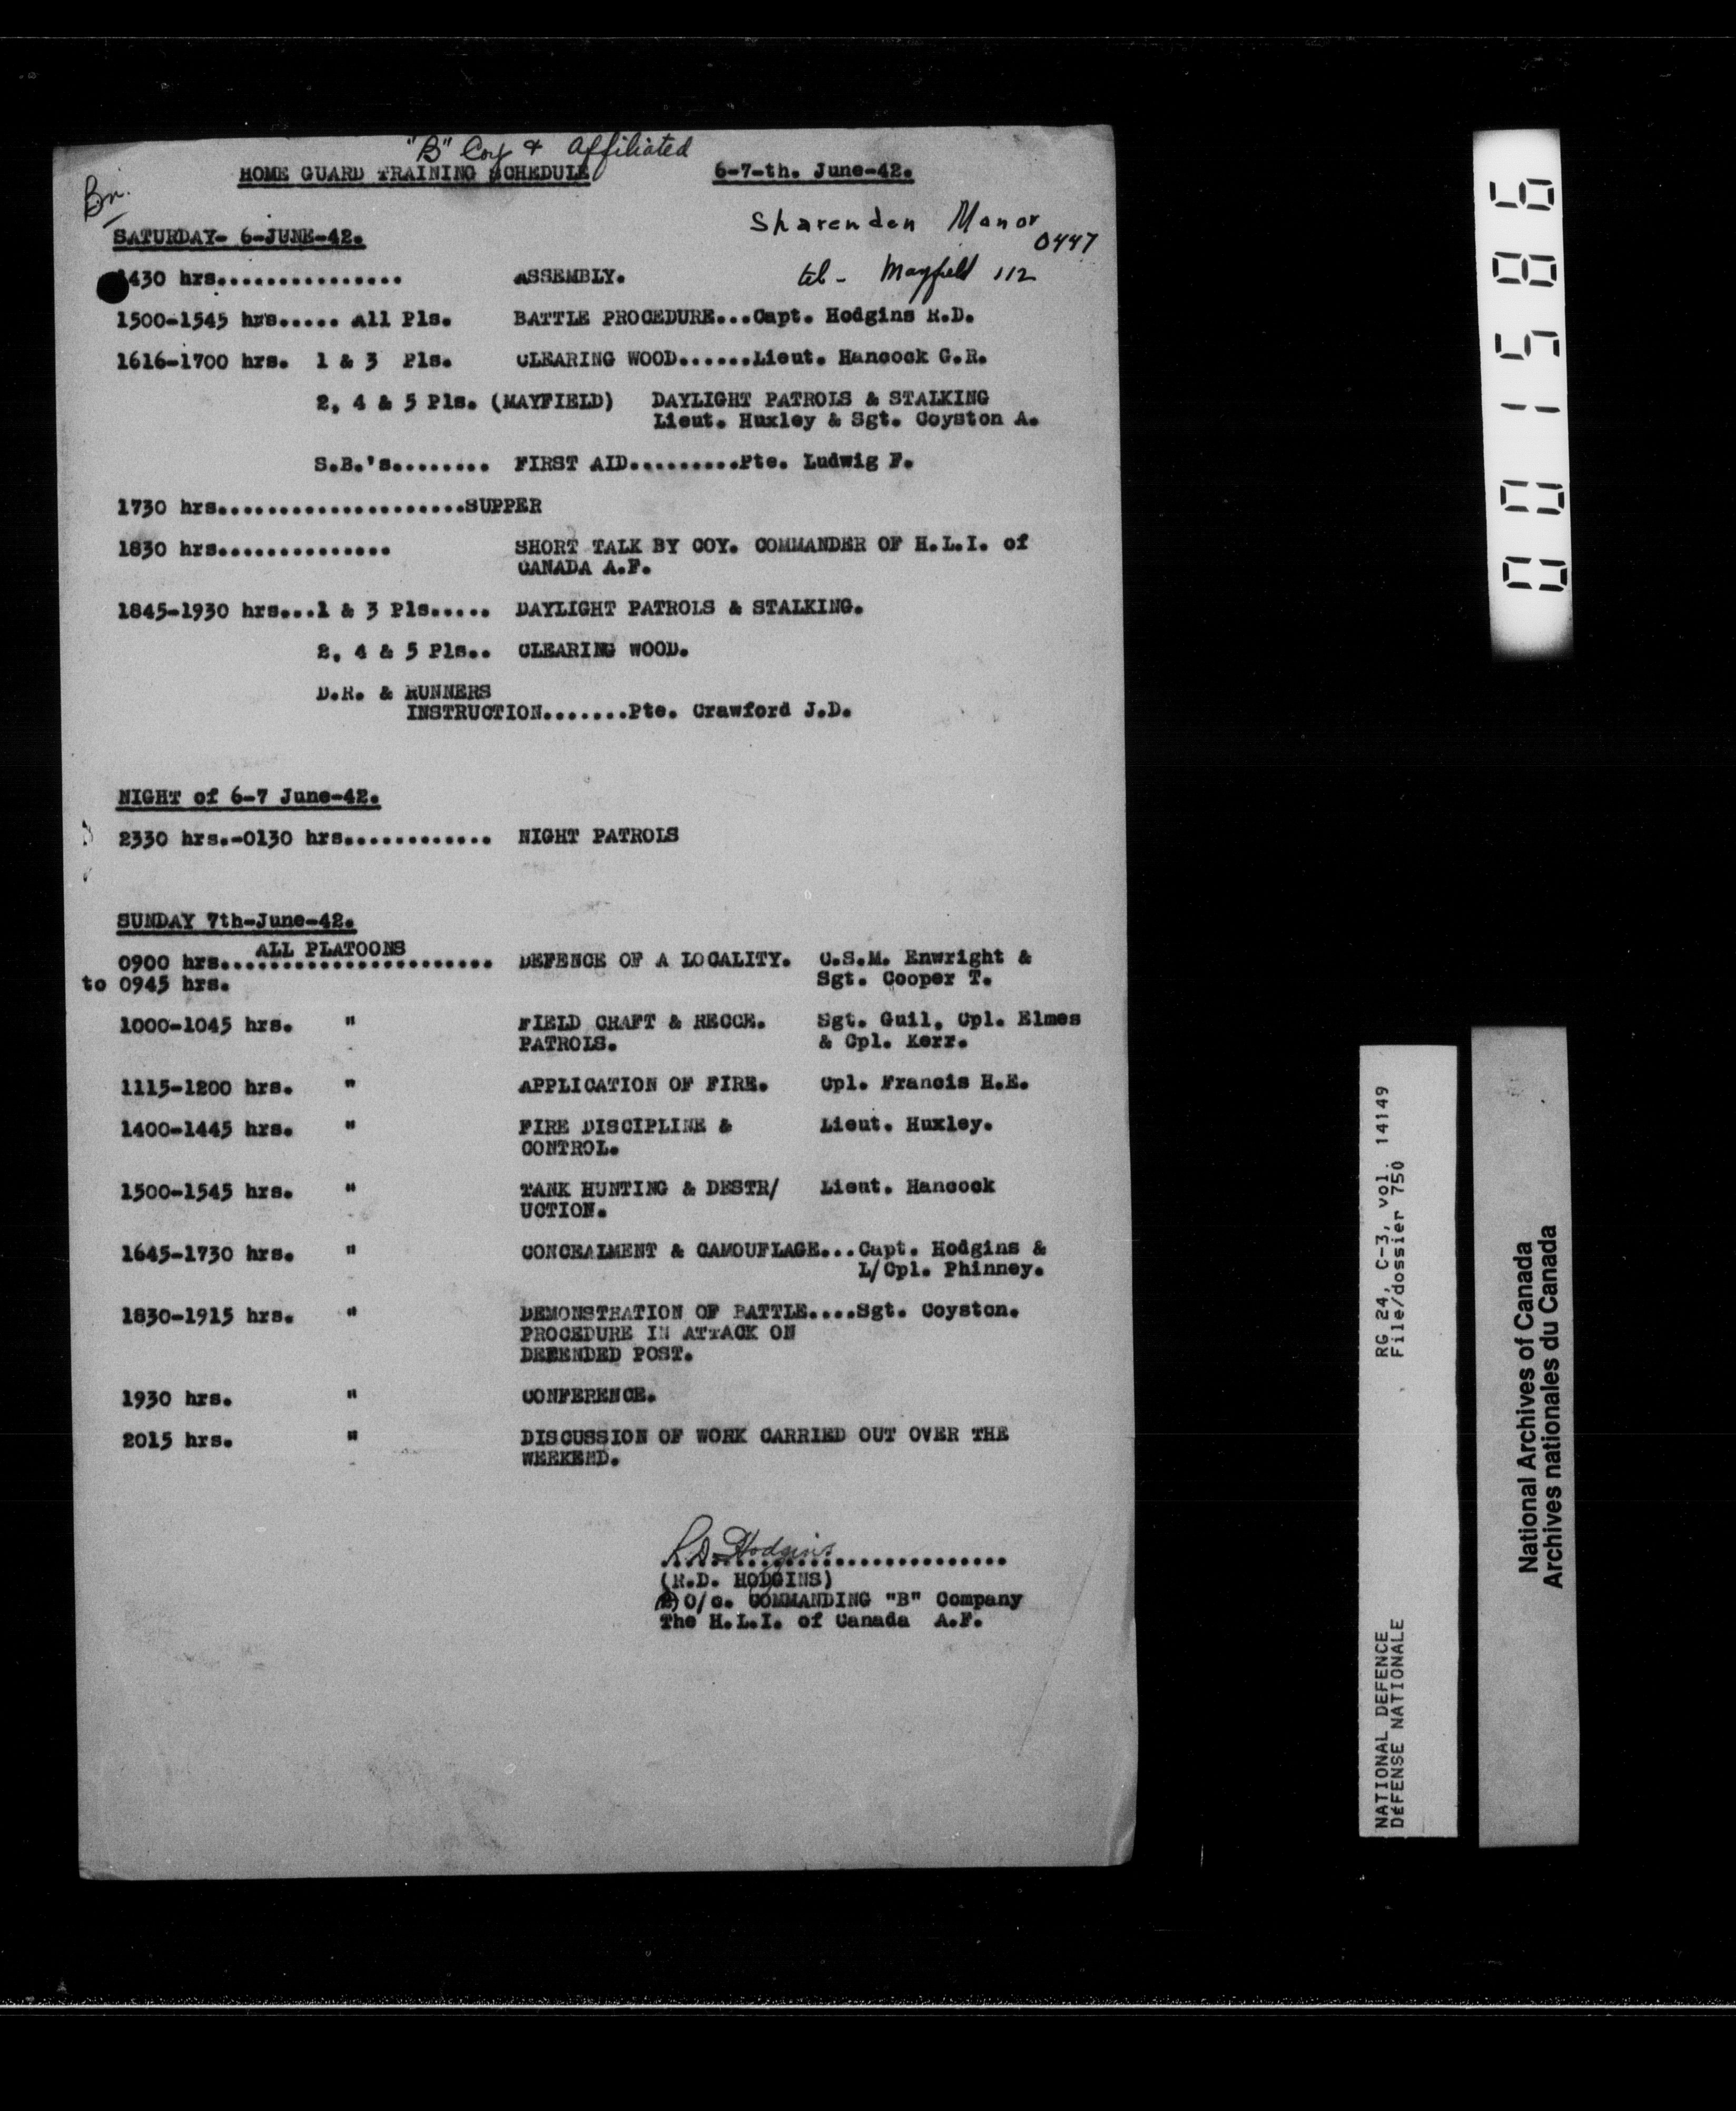 "B" Coy & Affiliated
HOME GUARD TRAINING SCHEDULE 6-7-th. June-42.
Bn.
Sharenden Manor
0447
SATURDAY- 6-JUNE-42.
tel - Mayfield 112
1430 hrs............... ASSEMBLY.
1500-1545 hrs..... All Pls. BATTLE PROCEDURE...Capt. Hodgins R.D.
1616-1700 hrs. 1 & 3 Pls. CLEARING WOOD......Lieut. Hancock G.R.
2, 4 & 5 Pls. (MAYFIELD) DAYLIGHT PATROLS & STALKING
Lieut. Huxley & Sgt. Coyston A.
S.B.'s........ FIRST AID.........Pte. Ludwig F.
1730 hrs....................SUPPER
1830 hrs.............. SHORT TALK BY COY. COMMANDER OF H.L.I. of
CANADA A.F.
1845-1930 hrs...1 & 3 Pls..... DAYLIGHT PATROLS & STALKING.
2, 4 & 5 Pls.. CLEARING WOOD.
D.R. & RUNNERS
INSTRUCTION.......Pte. Crawford J.D.
NIGHT of 6-7 June-42.
2330 hrs.-0130 hrs............ NIGHT PATROLS
SUNDAY 7th-June-42.
ALL PLATOONS
0900 hrs...................... DEFENCE OF A LOCALITY. C.S.M. Enwright &
to 0945 hrs. Sgt. Cooper T.
1000-1045 hrs. " FIELD CRAFT & RECCE. Sgt. Guil, Cpl. Elmes
PATROLS. & Cpl. Kerr.
1115-1200 hrs. " APPLICATION OF FIRE. Cpl. Francis H.E.
1400-1445 hrs. " FIRE DISCIPLINE & Lieut. Huxley.
CONTROL.
1500-1545 hrs. " TANK HUNTING & DESTR/ Lieut. Hancock
UCTION.
1645-1730 hrs. " CONCEALMENT & CAMOUFLAGE...Capt. Hodgins &
L/Cpl. Phinney.
1830-1915 hrs. " DEMONSTRATION OF BATTLE....Sgt. Coyston.
PROCEDURE IN ATTACK ON
DEFENDED POST.
1930 hrs. " CONFERENCE.
2015 hrs. " DISCUSSION OF WORK CARRIED OUT OVER THE
WEEKEND.
R.D. Hodgins
..............................
(R.D. HODGINS)
O/c. COMMANDING "B" Company
The H.L.I. of Canada A.F.
001586
RG 24, C-3, vol. 14149
File/dossier 750
NATIONAL DEFENCE
DÉFENSE NATIONALE
National Archives of Canada
Archives nationales du Canada